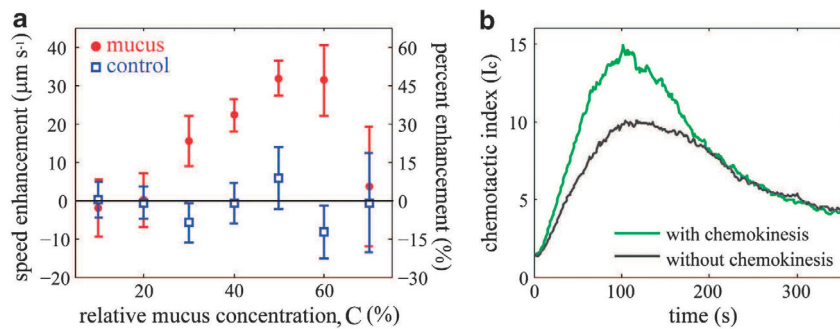 a
mucus
control
speed enhancement (μm s-1)
40
30
20
10
0
−10
−20
60
45
30
15
0
−15
−30
percent enhancement (%)
20
40
60
relative mucus concentration, C (%)
b
chemotactic index (Ic)
15
10
5
0
with chemokinesis
without chemokinesis
0
100
200
300
time (s)